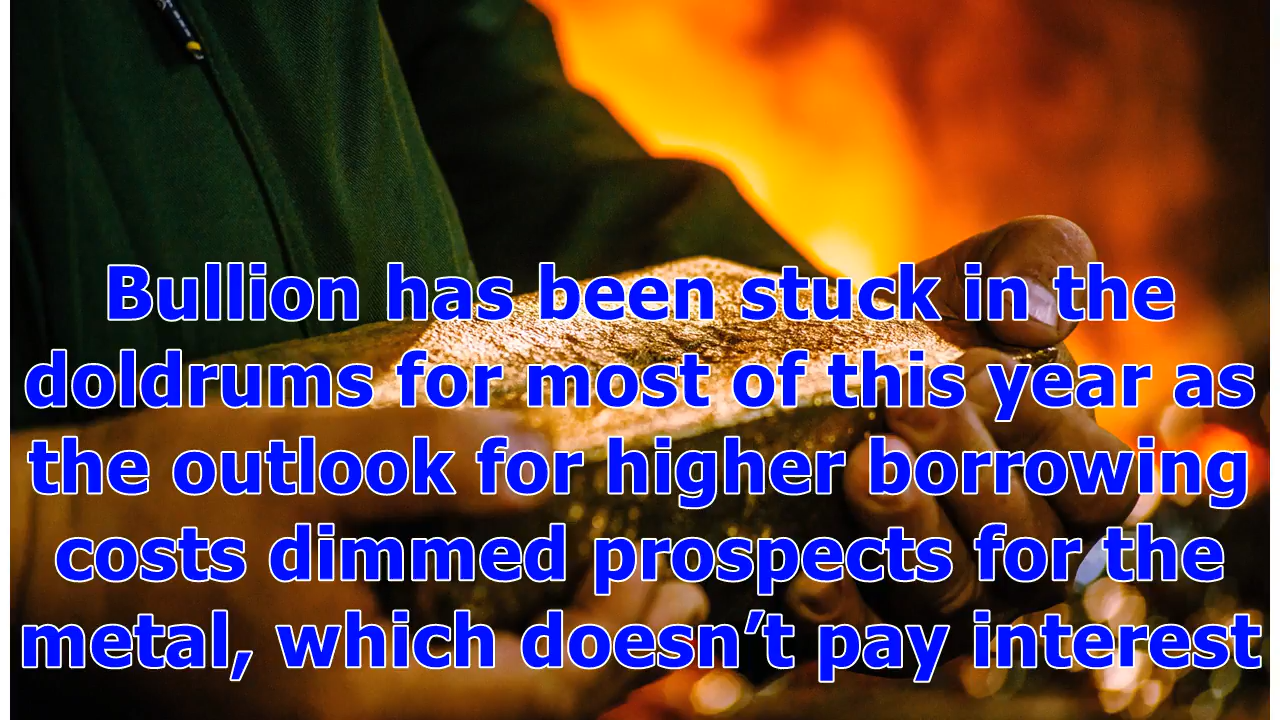 Bullion has been stuck in the
doldrums for most of this year as
the outlook for higher borrowing
costs dimmed prospects for the
metal, which doesn’t pay interest